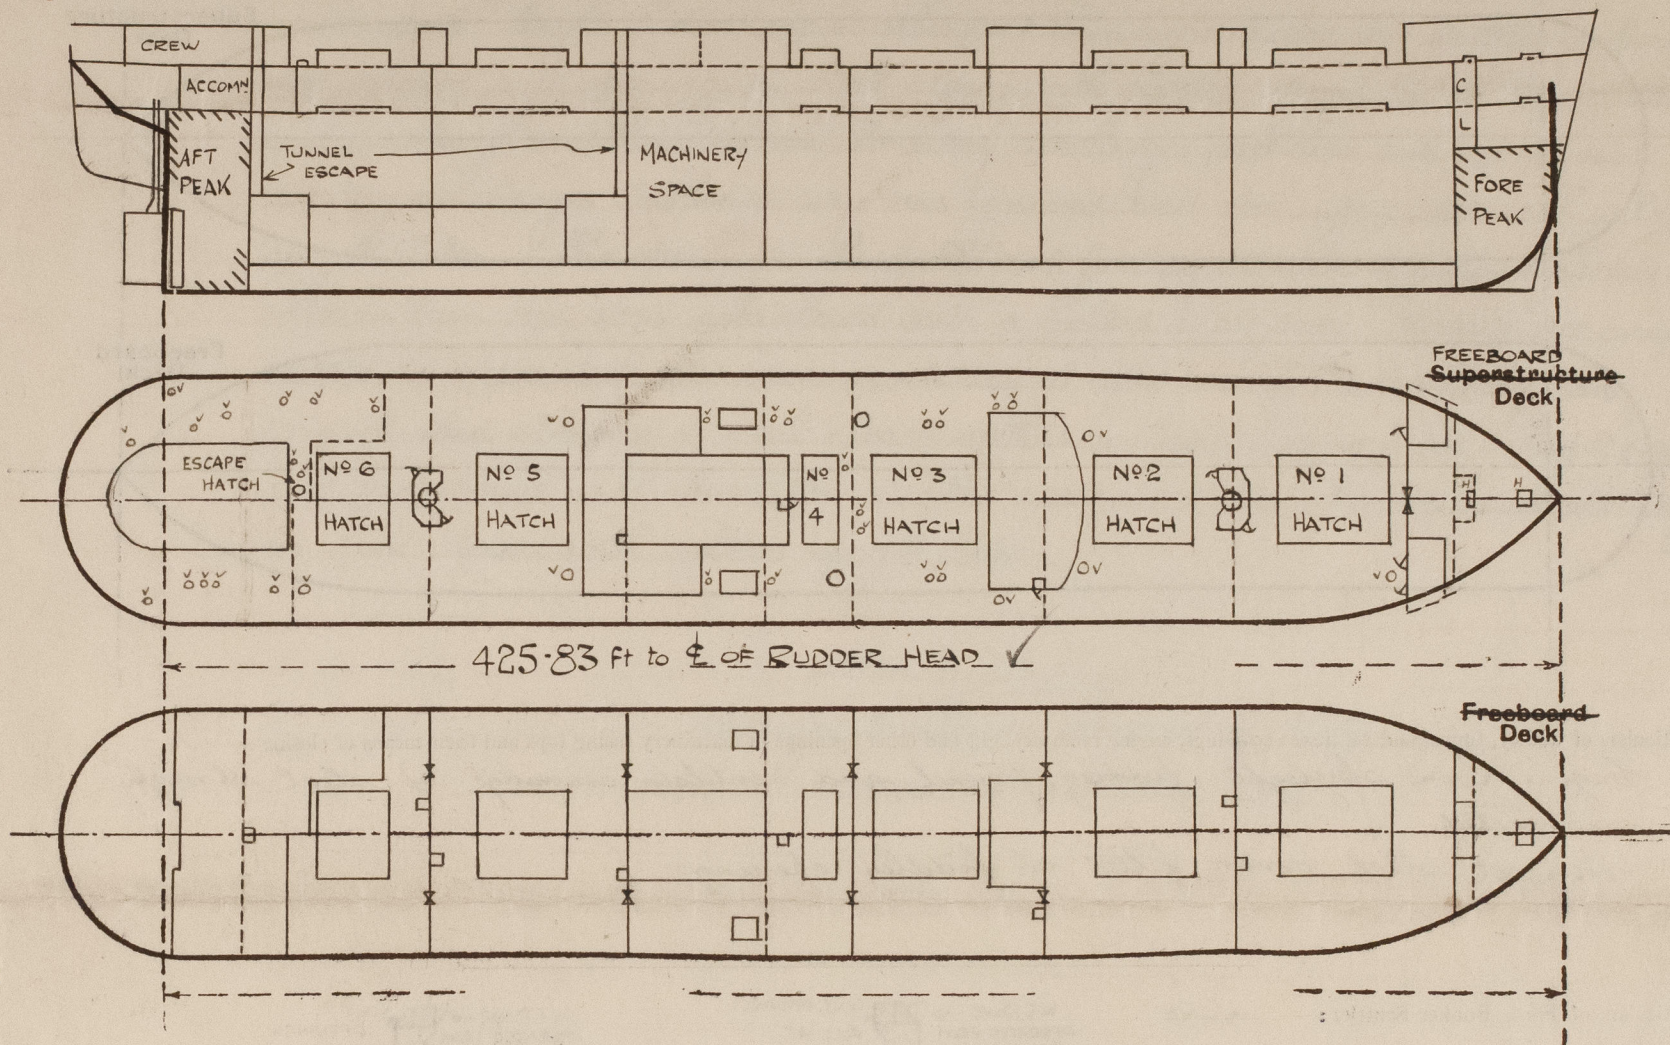 CREW
ACCOMN
AFT
PEAK
TUNNEL
ESCAPE
MACHINERY
SPACE
C
L
FORE
PEAK
FREEBOARD
Superstructure
Deck
ESCAPE
HATCH
No 6
HATCH
No 5
HATCH
No
4
No 3
HATCH
No 2
HATCH
No 1
HATCH
H
H
425·83 ft to ℄ OF RUDDER HEAD
Freeboard
Deck